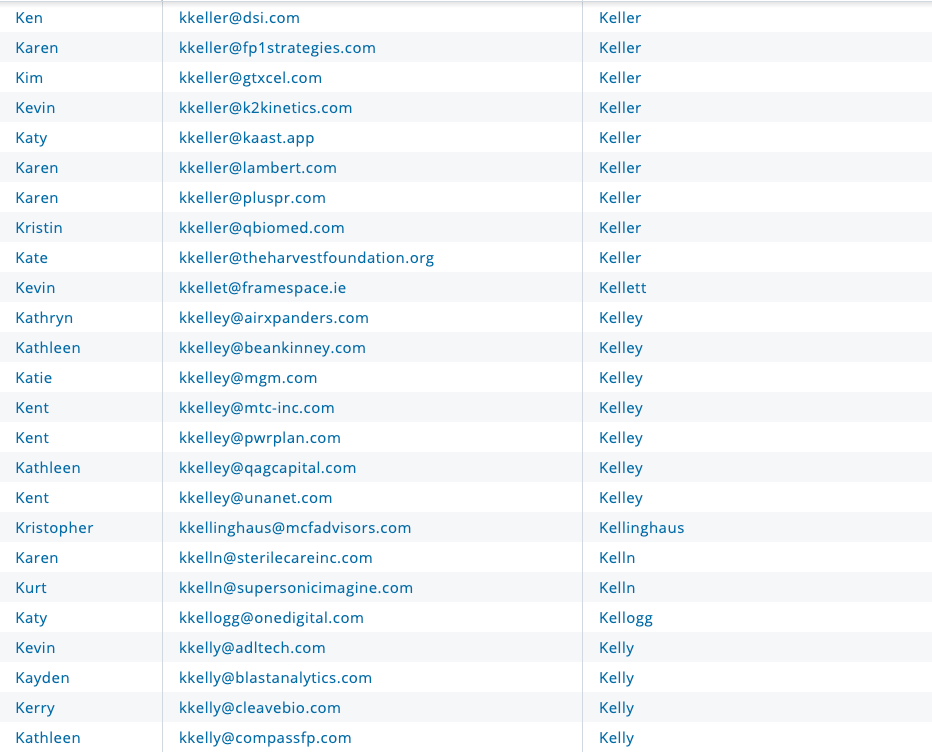 Ken kkeller@dsi.com Keller
Karen kkeller@fp1strategies.com Keller
Kim kkeller@gtxcel.com Keller
Kevin kkeller@k2kinetics.com Keller
Katy kkeller@kaast.app Keller
Karen kkeller@lambert.com Keller
Karen kkeller@pluspr.com Keller
Kristin kkeller@qbiomed.com Keller
Kate kkeller@theharvestfoundation.org Keller
Kevin kkellet@framespace.ie Kellett
Kathryn kkelley@airxpanders.com Kelley
Kathleen kkelley@beankinney.com Kelley
Katie kkelley@mgm.com Kelley
Kent kkelley@mtc-inc.com Kelley
Kent kkelley@pwrplan.com Kelley
Kathleen kkelley@qagcapital.com Kelley
Kent kkelley@unanet.com Kelley
Kristopher kkellinghaus@mcfadvisors.com Kellinghaus
Karen kkelln@sterilecareinc.com Kelln
Kurt kkelln@supersonicimagine.com Kelln
Katy kkellogg@onedigital.com Kellogg
Kevin kkelly@adltech.com Kelly
Kayden kkelly@blastanalytics.com Kelly
Kerry kkelly@cleavebio.com Kelly
Kathleen kkelly@compassfp.com Kelly